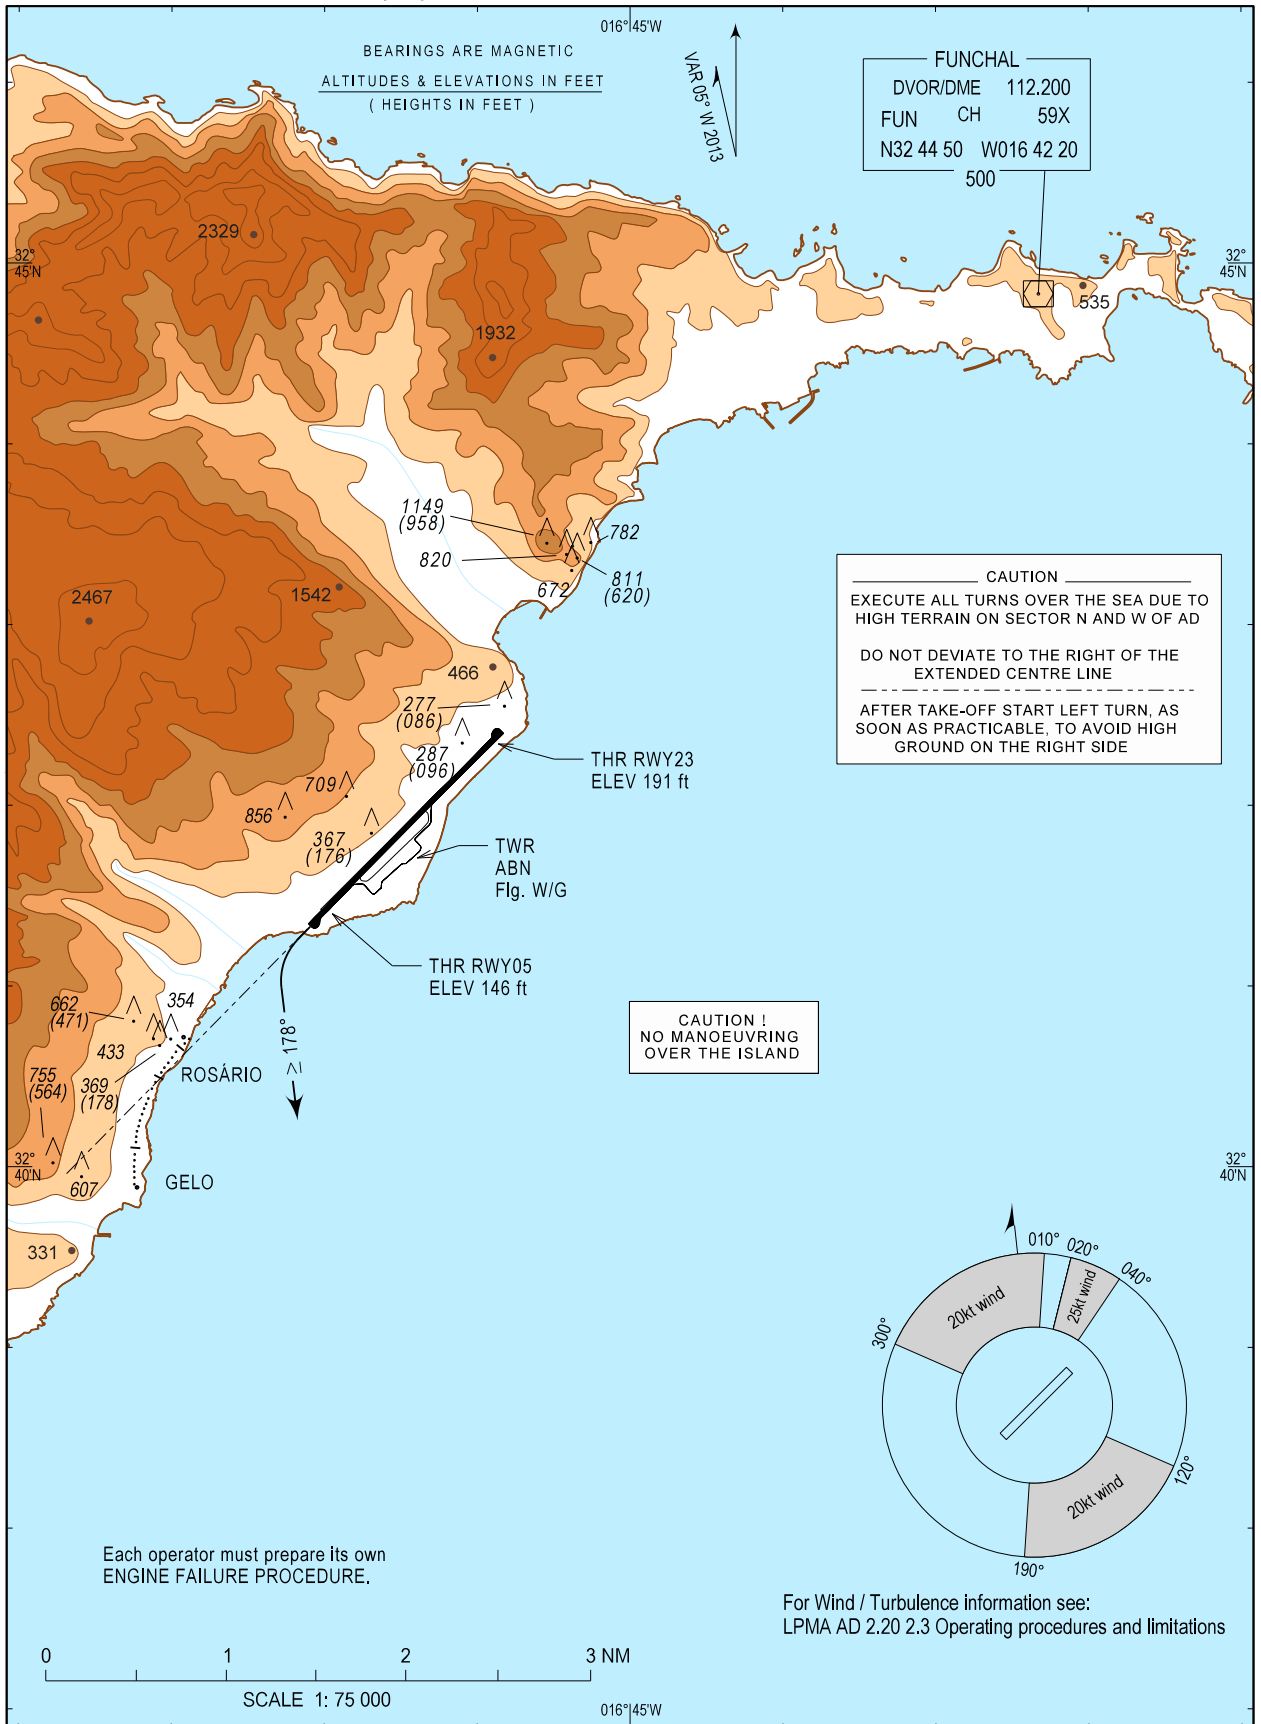 016°45'W
BEARINGS ARE MAGNETIC
ALTITUDES & ELEVATIONS IN FEET
( HEIGHTS IN FEET )
VAR 05° W 2013
FUNCHAL
DVOR/DME 112.200
FUN CH 59X
N32 44 50 W016 42 20
500
2329
32°
45'N
32°
45'N
535
1932
1149
(958)
782
820
811
(620)
672
2467
1542
CAUTION
EXECUTE ALL TURNS OVER THE SEA DUE TO
HIGH TERRAIN ON SECTOR N AND W OF AD
DO NOT DEVIATE TO THE RIGHT OF THE
EXTENDED CENTRE LINE
AFTER TAKE-OFF START LEFT TURN, AS
SOON AS PRACTICABLE, TO AVOID HIGH
GROUND ON THE RIGHT SIDE
466
277
(086)
287
(096)
THR RWY23
ELEV 191 ft
709
856
367
(176)
TWR
ABN
Flg. W/G
THR RWY05
ELEV 146 ft
662
(471)
354
433
CAUTION !
NO MANOEUVRING
OVER THE ISLAND
≥ 178°
755
(564)
369
(178)
ROSÁRIO
32°
40'N
32°
40'N
607
GELO
331
010°
020°
040°
20kt wind
25kt wind
300°
120°
20kt wind
190°
Each operator must prepare its own
ENGINE FAILURE PROCEDURE.
For Wind / Turbulence information see:
LPMA AD 2.20 2.3 Operating procedures and limitations
0 1 2 3 NM
SCALE 1: 75 000
016°45'W